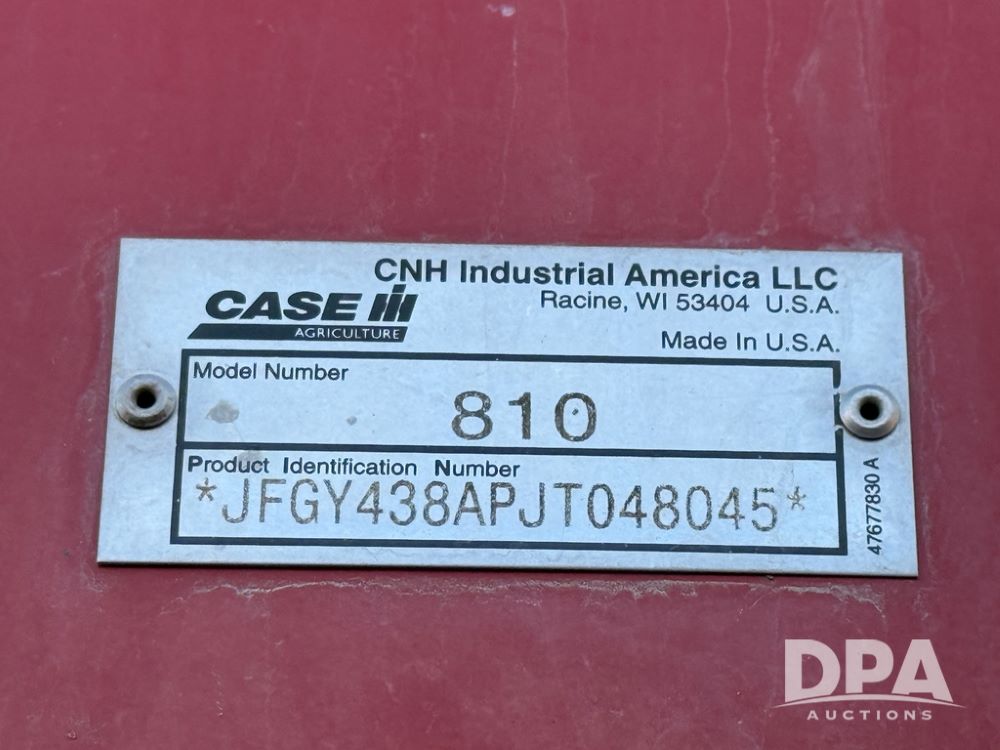 CNH Industrial America LLC
CASE IH
Racine, WI 53404 U.S.A.
AGRICULTURE
Made In U.S.A.
Model Number
810
Product Identification Number
*JFGY438APJT048045*
47677830 A
DPA
AUCTIONS